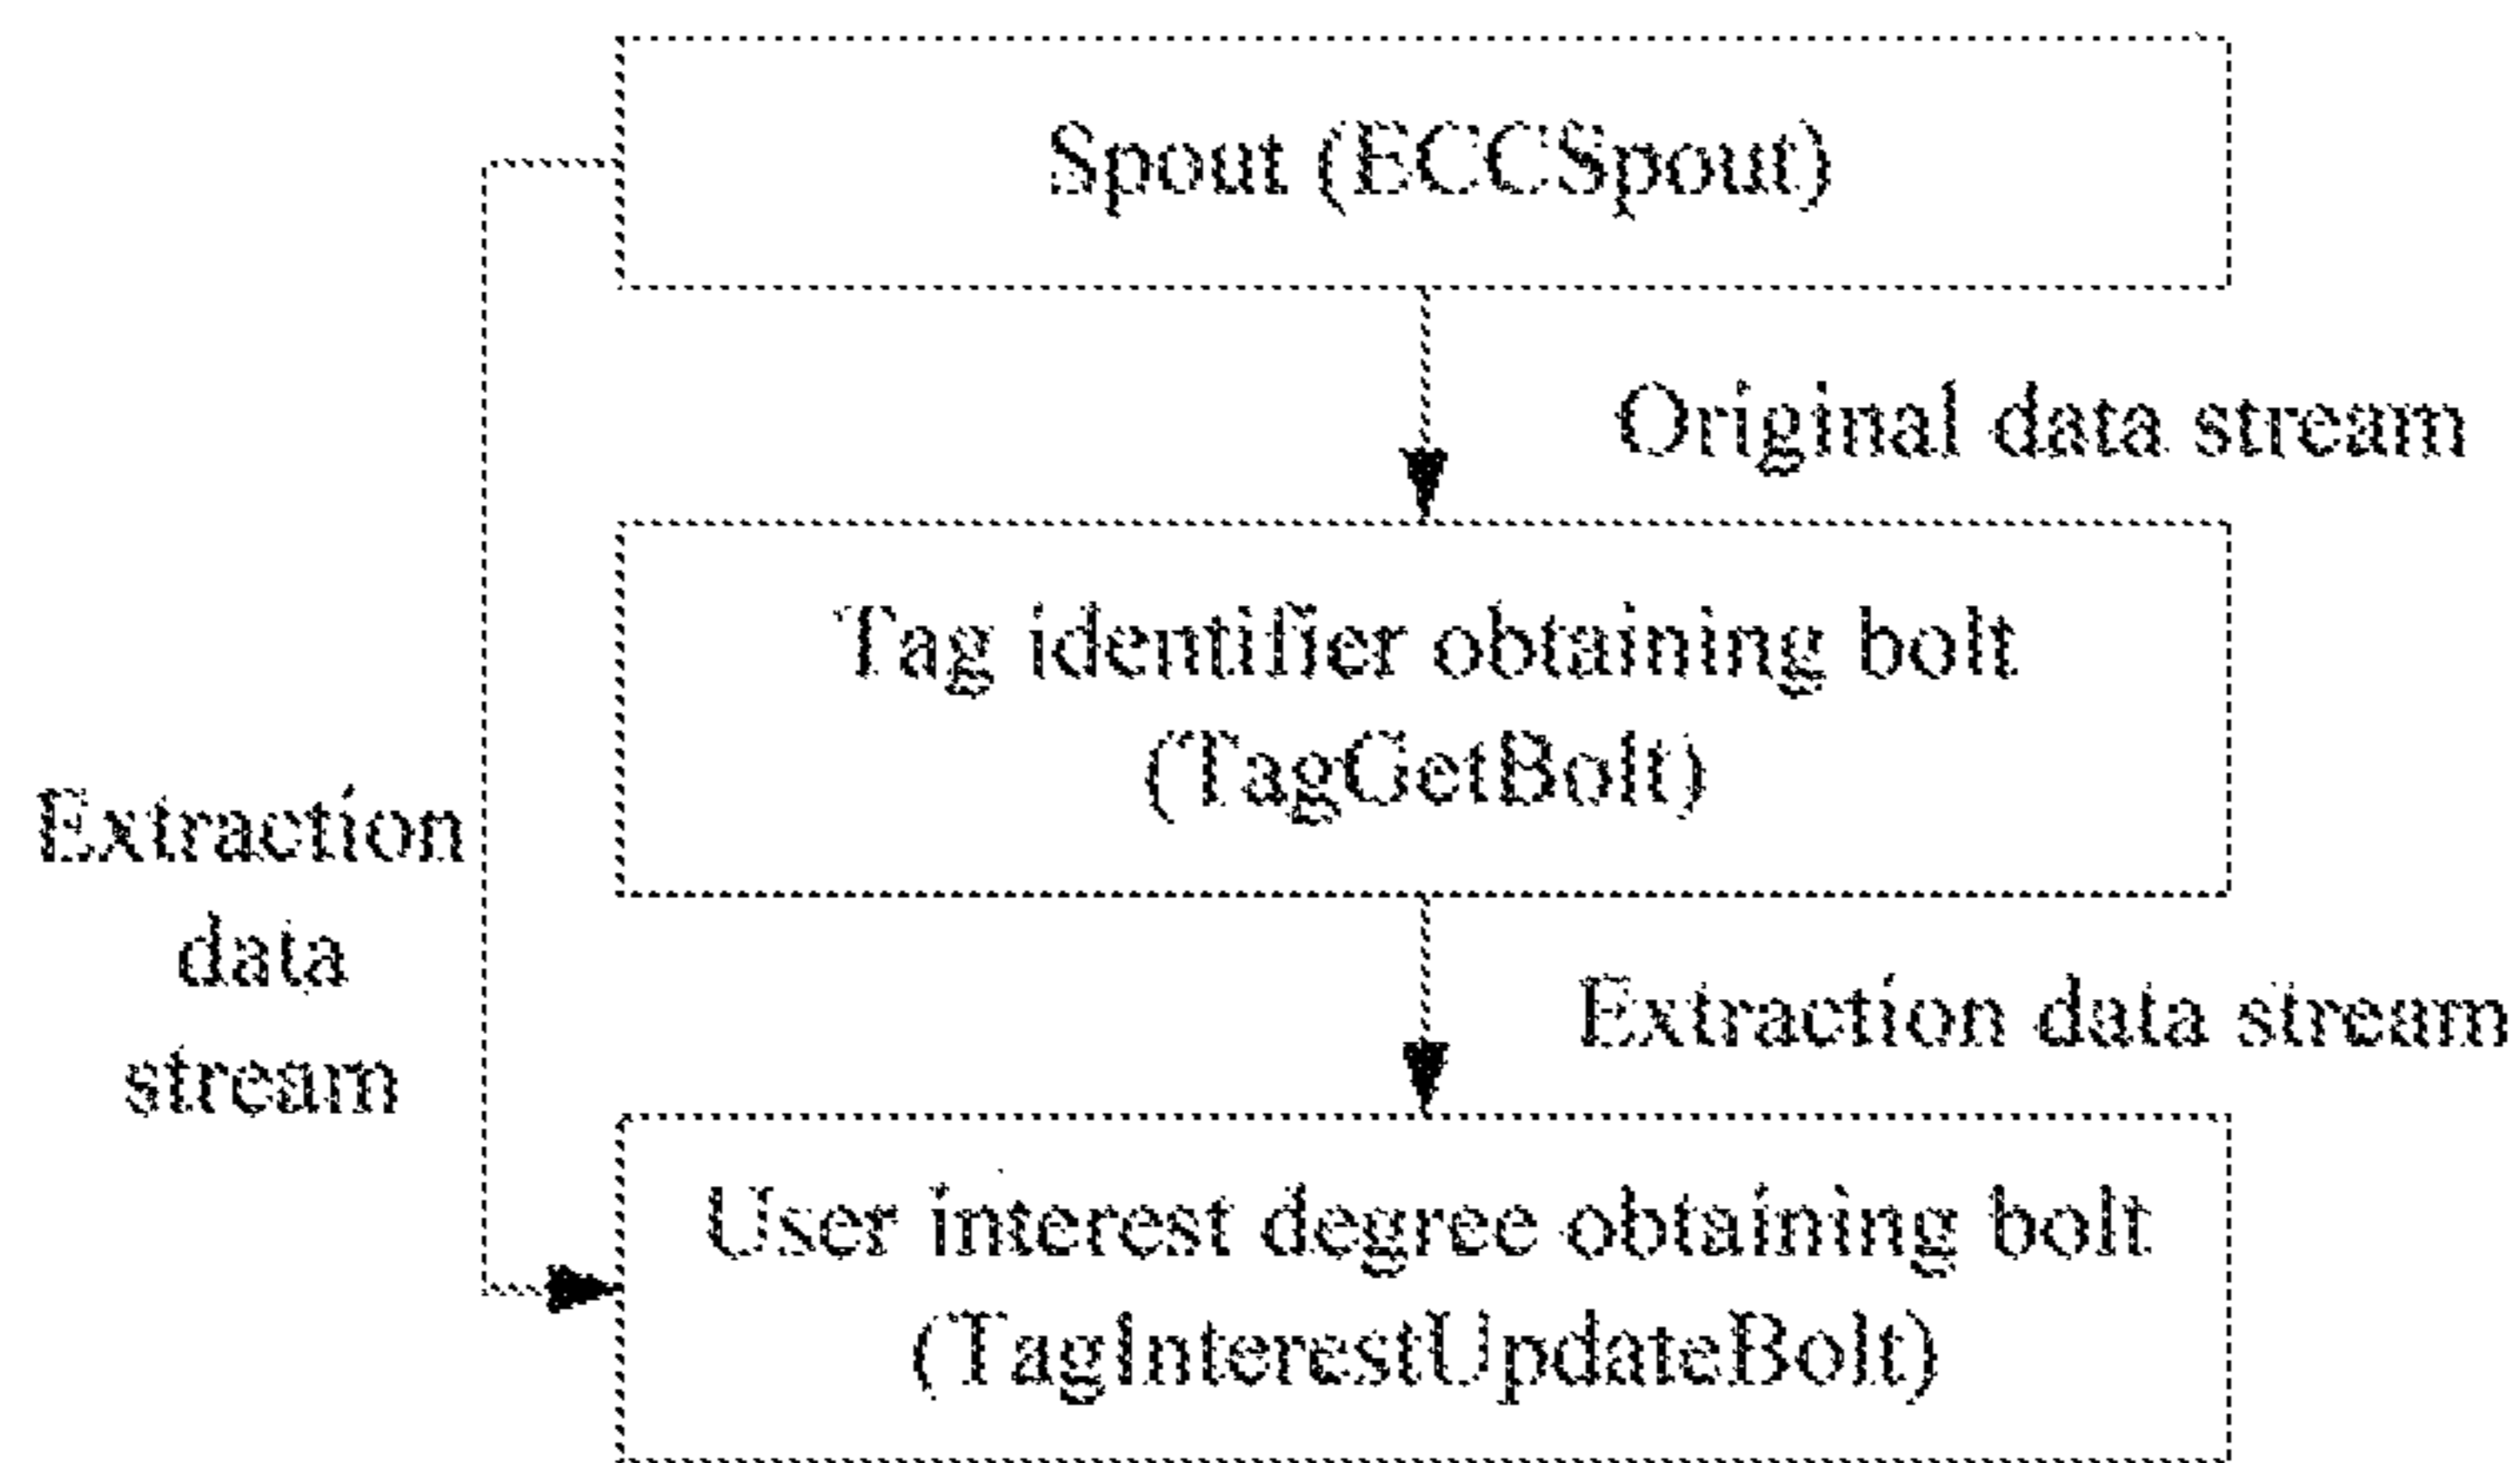 Spout (ECCSpout)
Original data stream
Tag identifier obtaining bolt
(TagGetBolt)
Extraction
data
stream
Extraction data stream
User interest degree obtaining bolt
(TagInterestUpdateBolt)